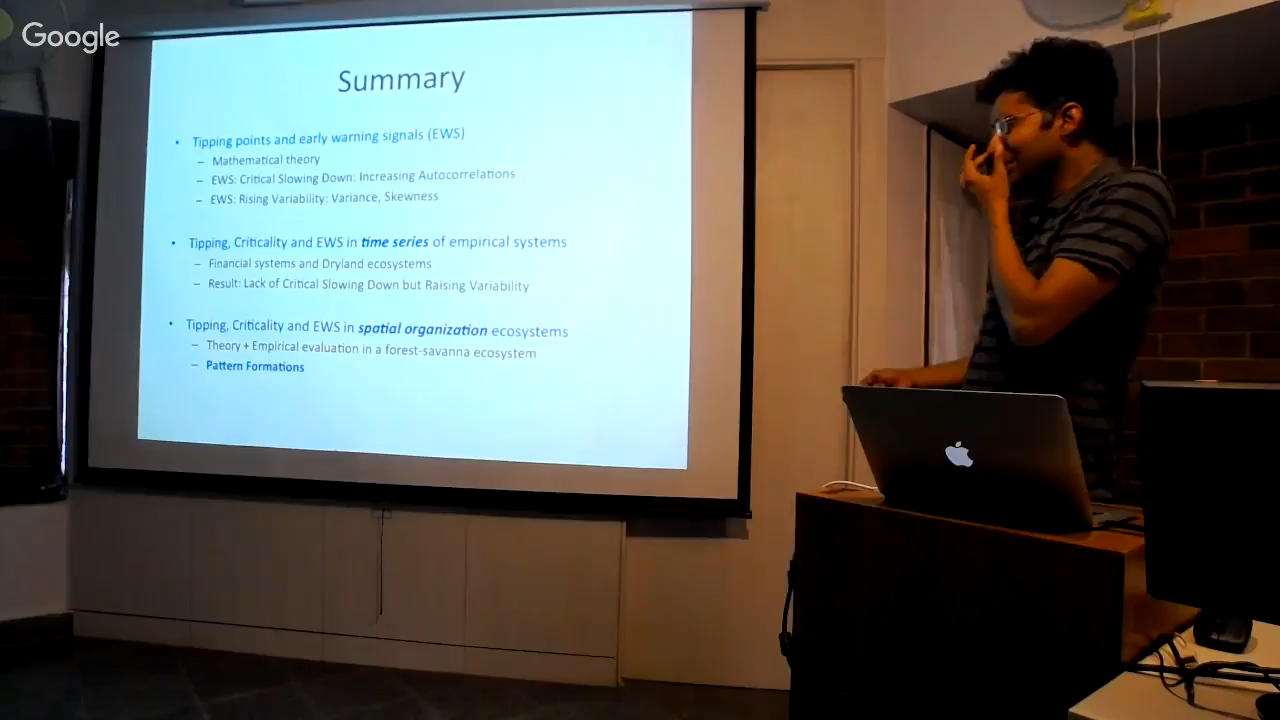 Google
Summary
• Tipping points and early warning signals (EWS)
– Mathematical theory
– EWS: Critical Slowing Down: Increasing Autocorrelations
– EWS: Rising Variability: Variance, Skewness
• Tipping, Criticality and EWS in time series of empirical systems
– Financial systems and Dryland ecosystems
– Result: Lack of Critical Slowing Down but Raising Variability
• Tipping, Criticality and EWS in spatial organization ecosystems
– Theory + Empirical evaluation in a forest-savanna ecosystem
– Pattern Formations